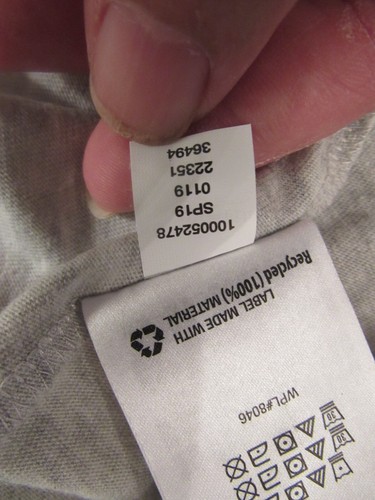 100052478
SP19
0119
22351
36494
WPL#8046
LABEL MADE WITH
Recycled (100%) MATERIAL